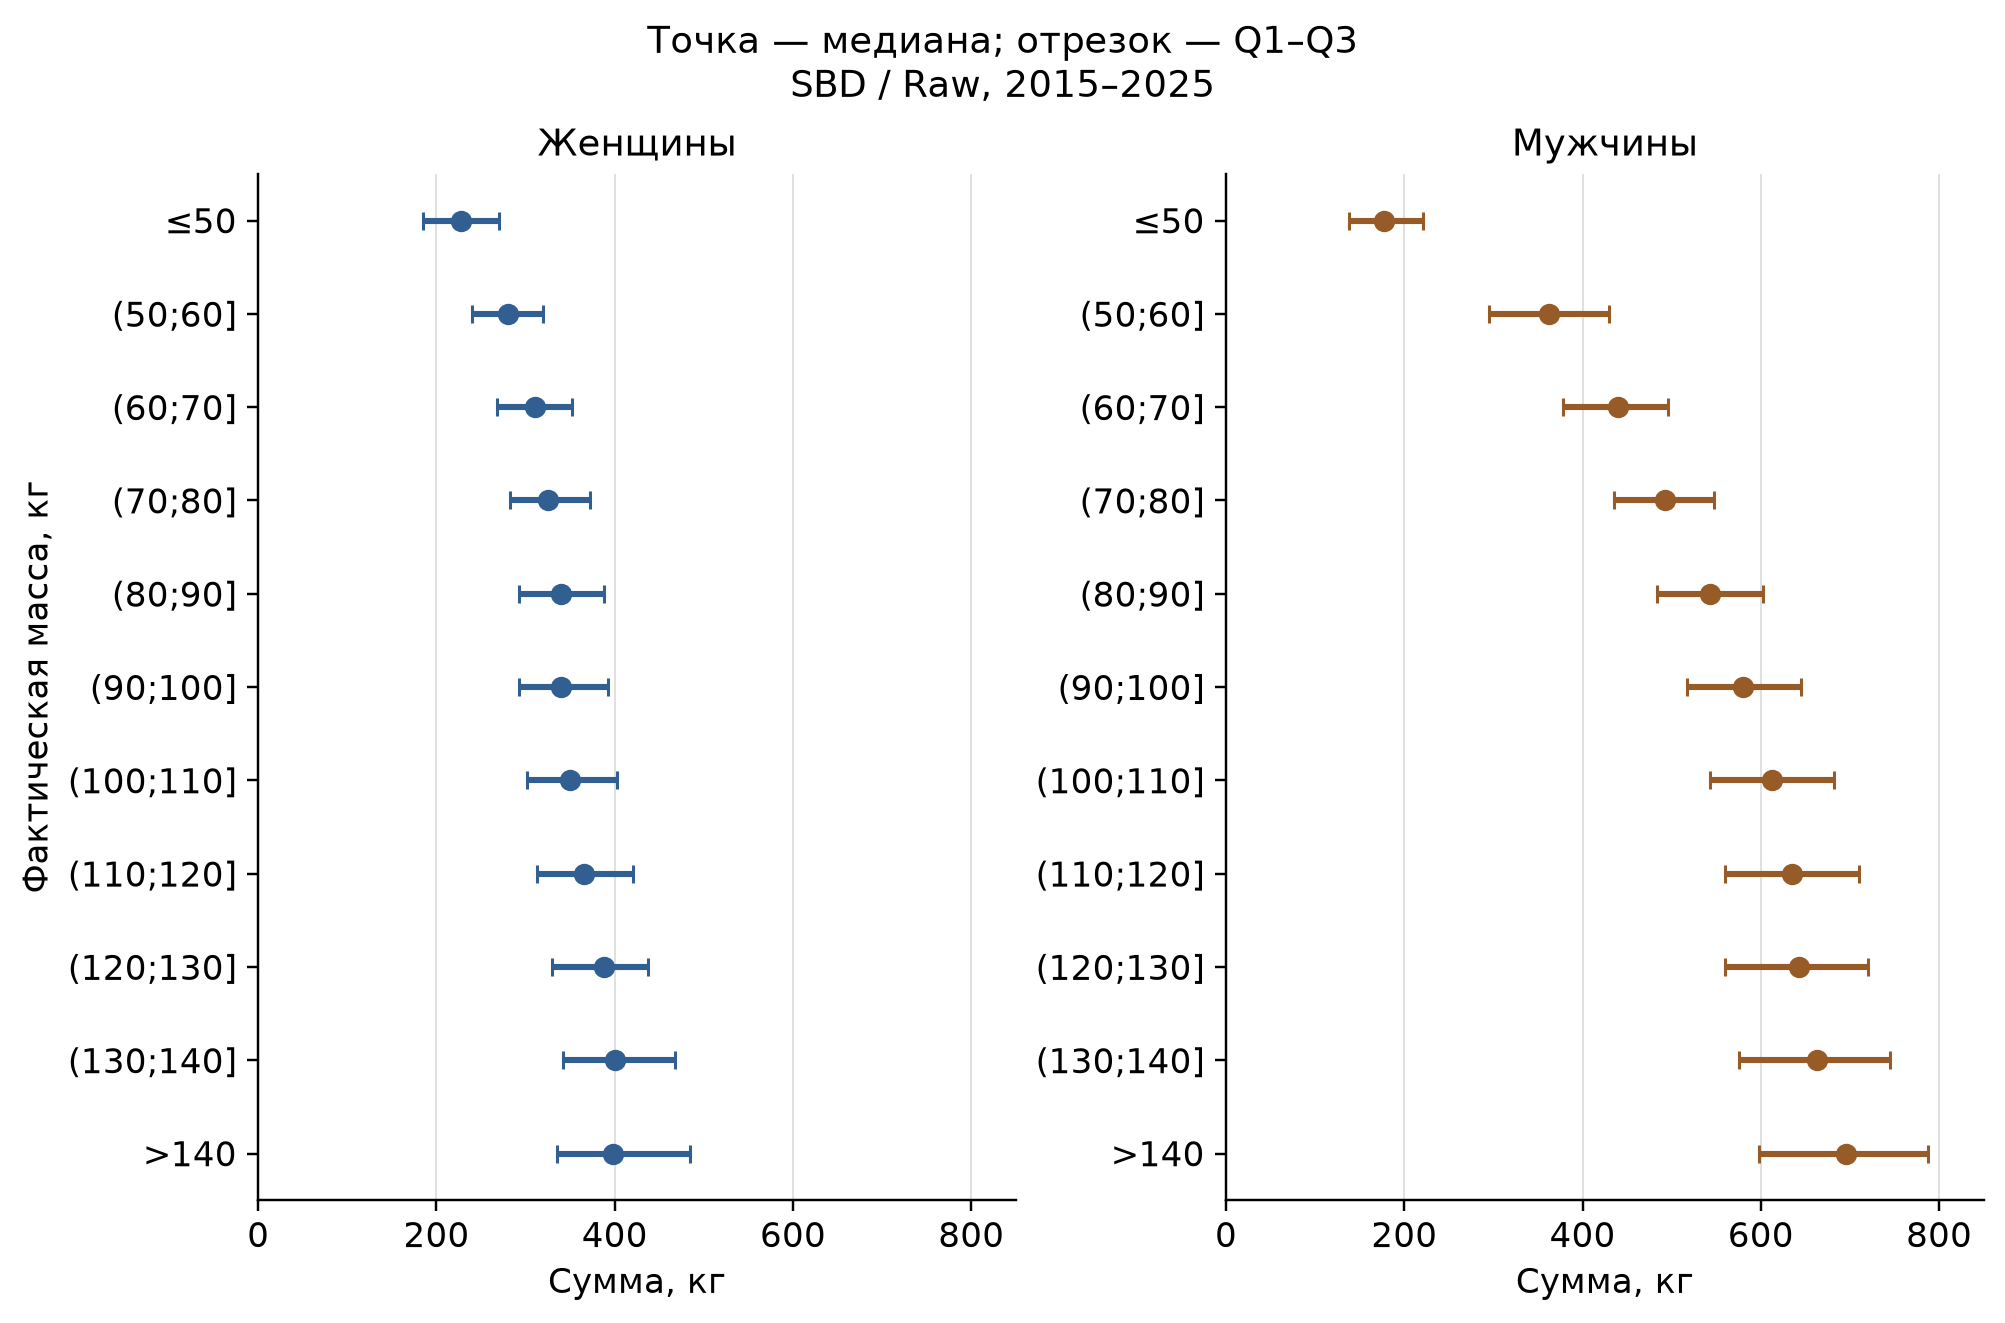 Точка — медиана; отрезок — Q1–Q3
SBD / Raw, 2015–2025
Женщины
Фактическая масса, кг
≤50
(50;60]
(60;70]
(70;80]
(80;90]
(90;100]
(100;110]
(110;120]
(120;130]
(130;140]
>140
0 200 400 600 800
Сумма, кг
Мужчины
≤50
(50;60]
(60;70]
(70;80]
(80;90]
(90;100]
(100;110]
(110;120]
(120;130]
(130;140]
>140
0 200 400 600 800
Сумма, кг